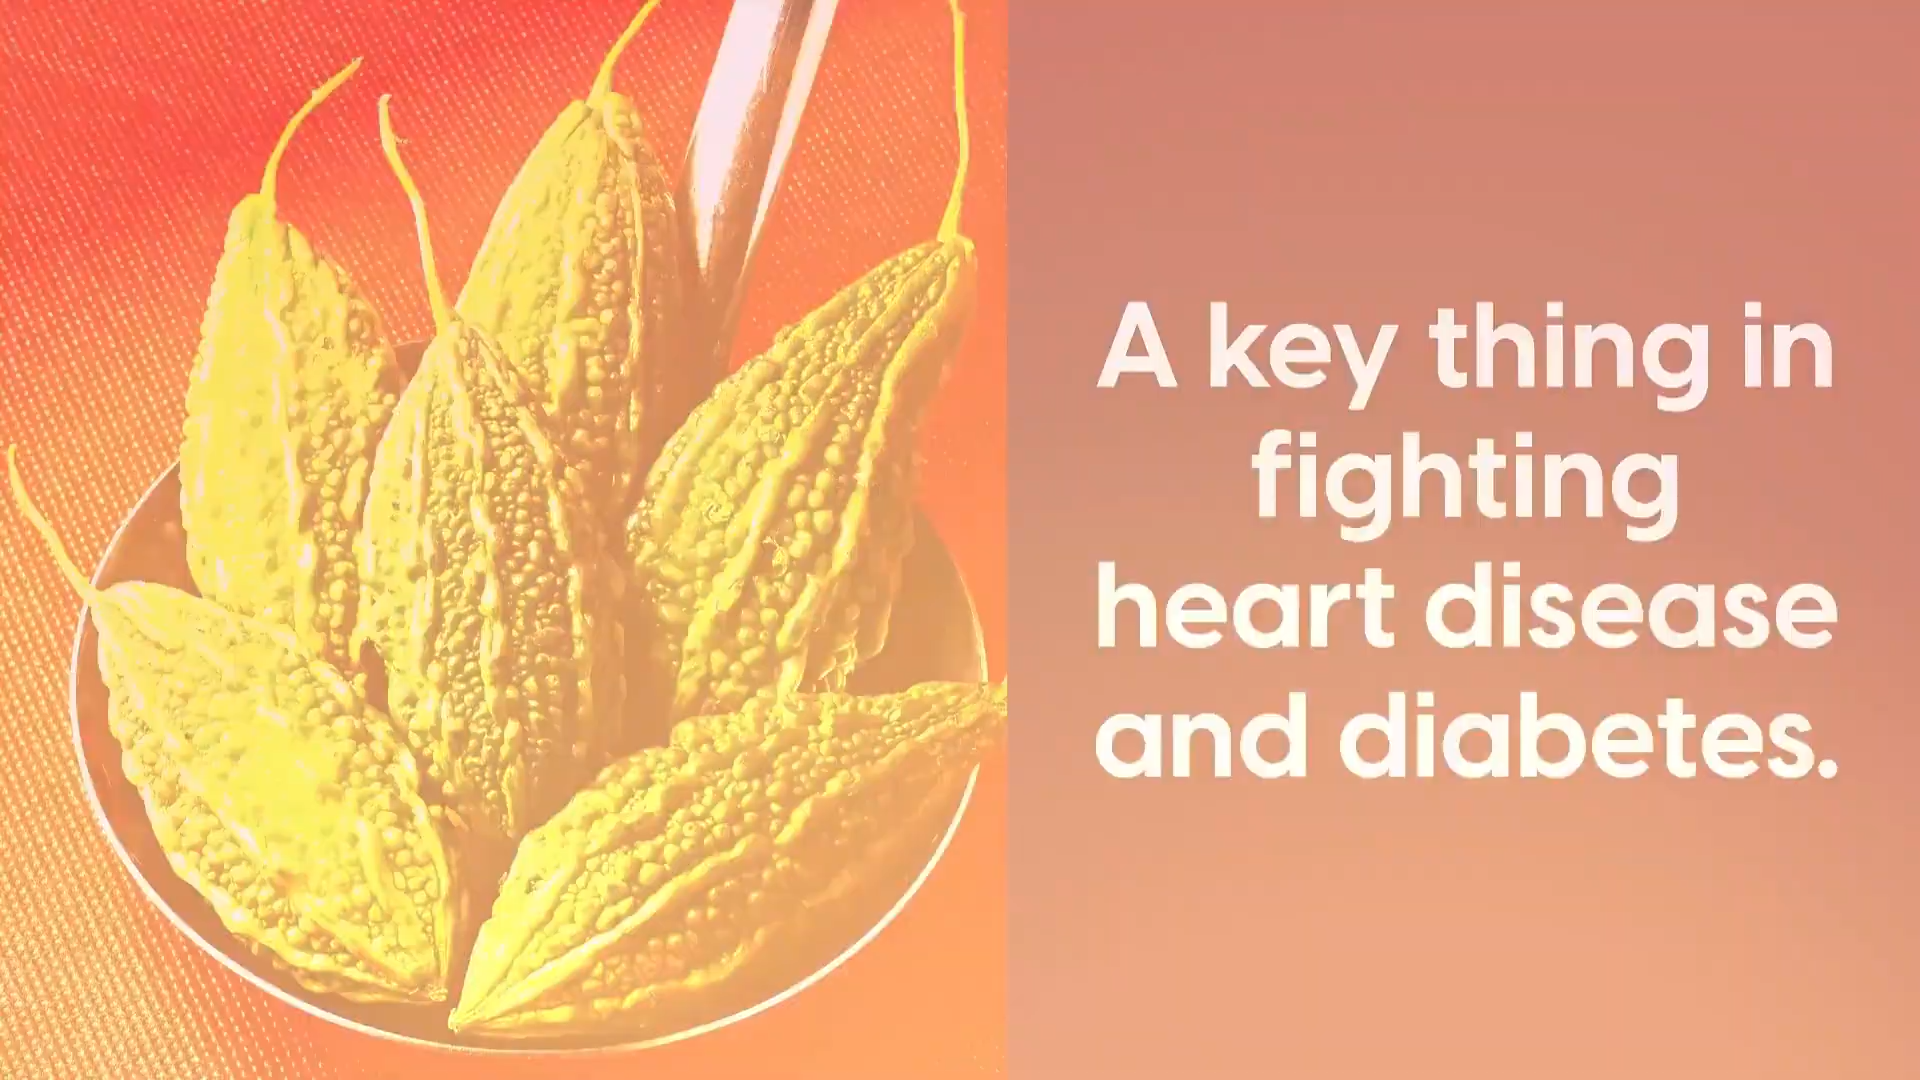 A key thing in
fighting
heart disease
and diabetes.